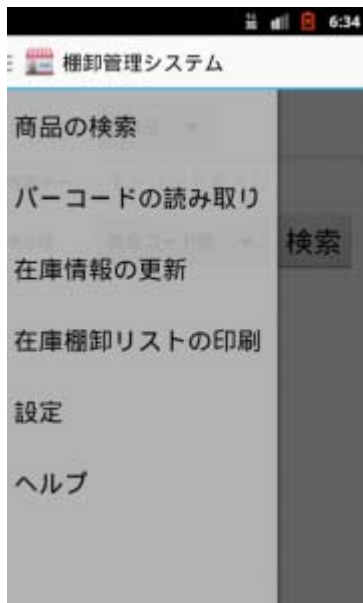 6:34
棚卸管理システム
商品の検索
バーコードの読み取り
在庫情報の更新
検索
在庫棚卸リストの印刷
設定
ヘルプ